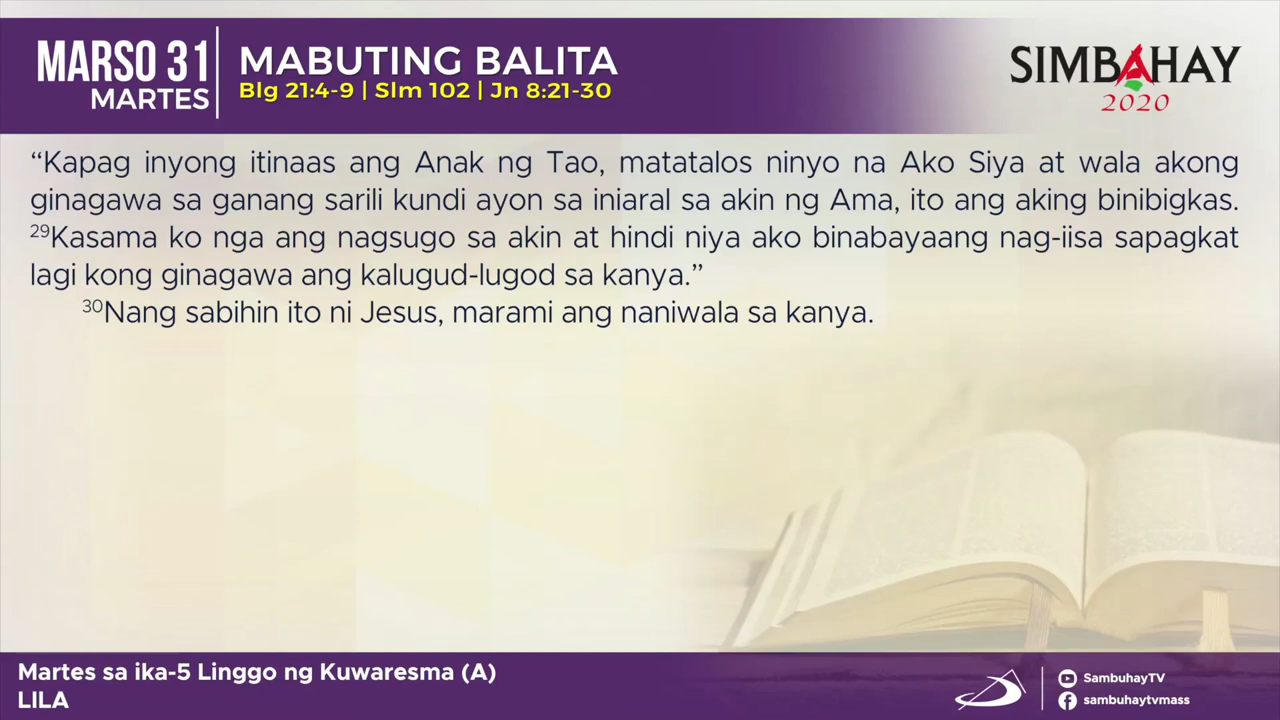 MARSO 31
MARTES
MABUTING BALITA
Blg 21:4-9 | Slm 102 | Jn 8:21-30
SIMBAHAY
2020
“Kapag inyong itinaas ang Anak ng Tao, matatalos ninyo na Ako Siya at wala akong
ginagawa sa ganang sarili kundi ayon sa iniaral sa akin ng Ama, ito ang aking binibigkas.
²⁹Kasama ko nga ang nagsugo sa akin at hindi niya ako binabayaang nag-iisa sapagkat
lagi kong ginagawa ang kalugud-lugod sa kanya.”
³⁰Nang sabihin ito ni Jesus, marami ang naniwala sa kanya.
Martes sa ika-5 Linggo ng Kuwaresma (A)
LILA
SambuhayTV
sambuhaytvmass